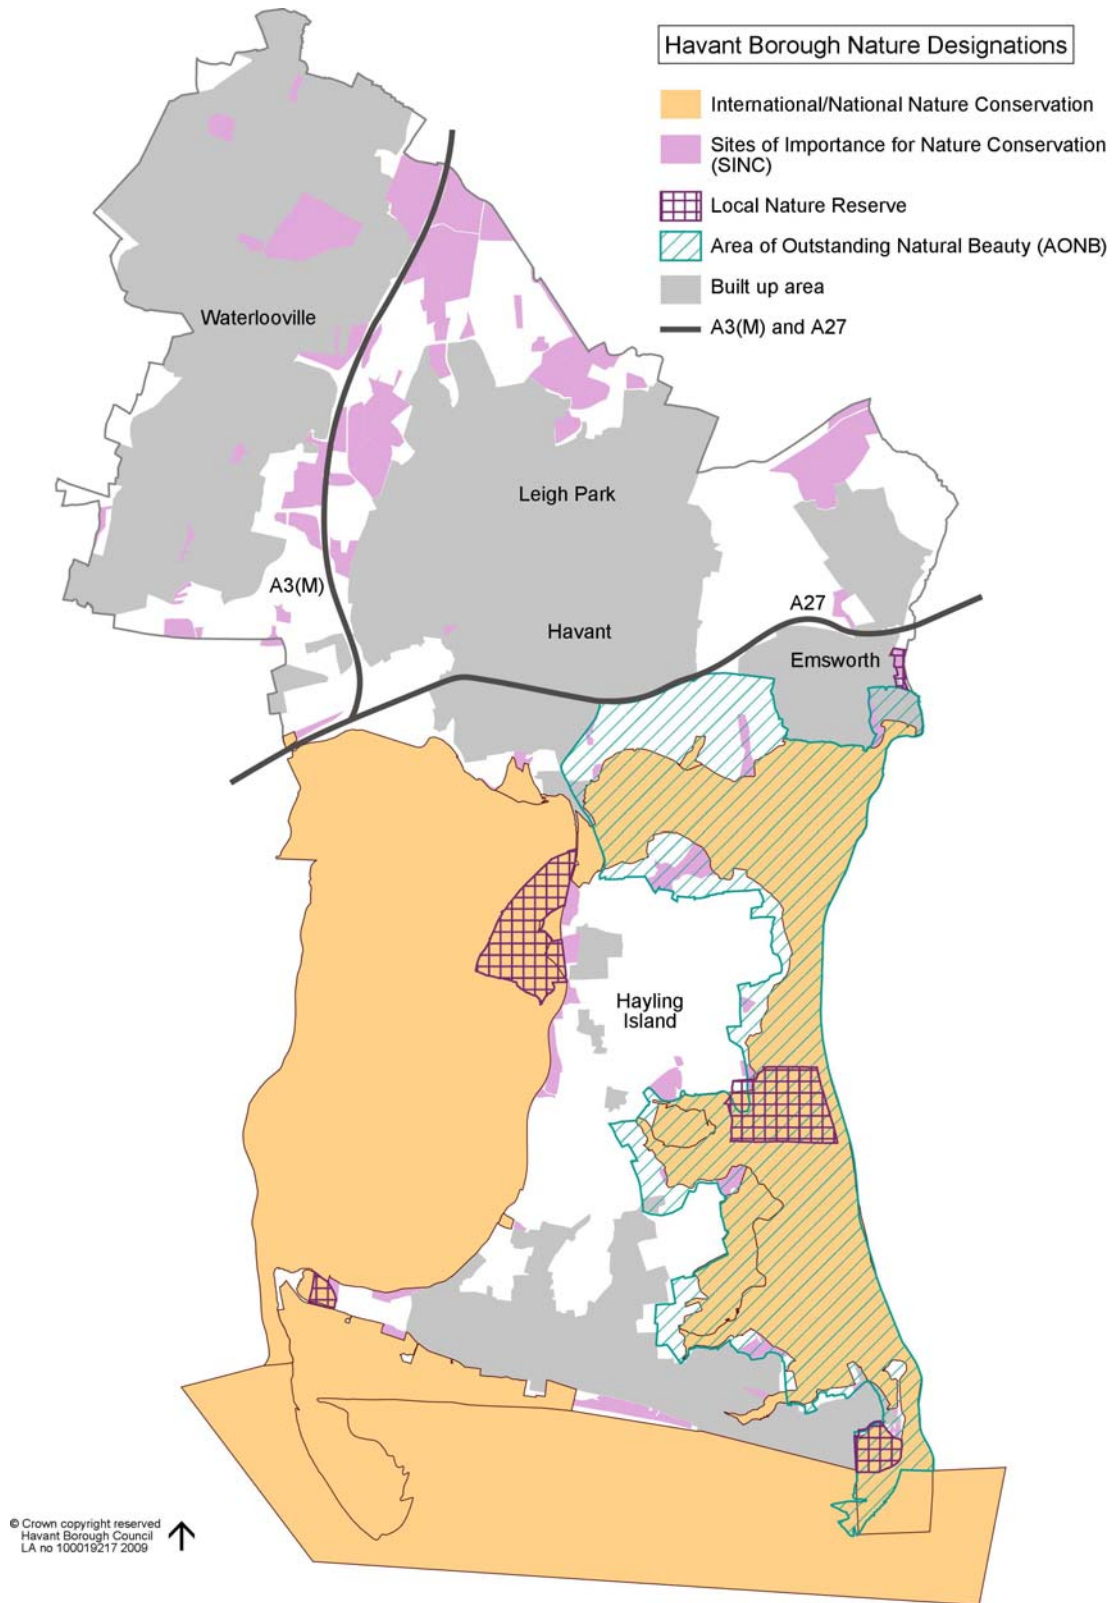 Havant Borough Nature Designations
International/National Nature Conservation
Sites of Importance for Nature Conservation
(SINC)
Local Nature Reserve
Area of Outstanding Natural Beauty (AONB)
Built up area
A3(M) and A27
Waterlooville
Leigh Park
A3(M)
A27
Havant
Emsworth
Hayling
Island
© Crown copyright reserved
Havant Borough Council
LA no 100019217 2009